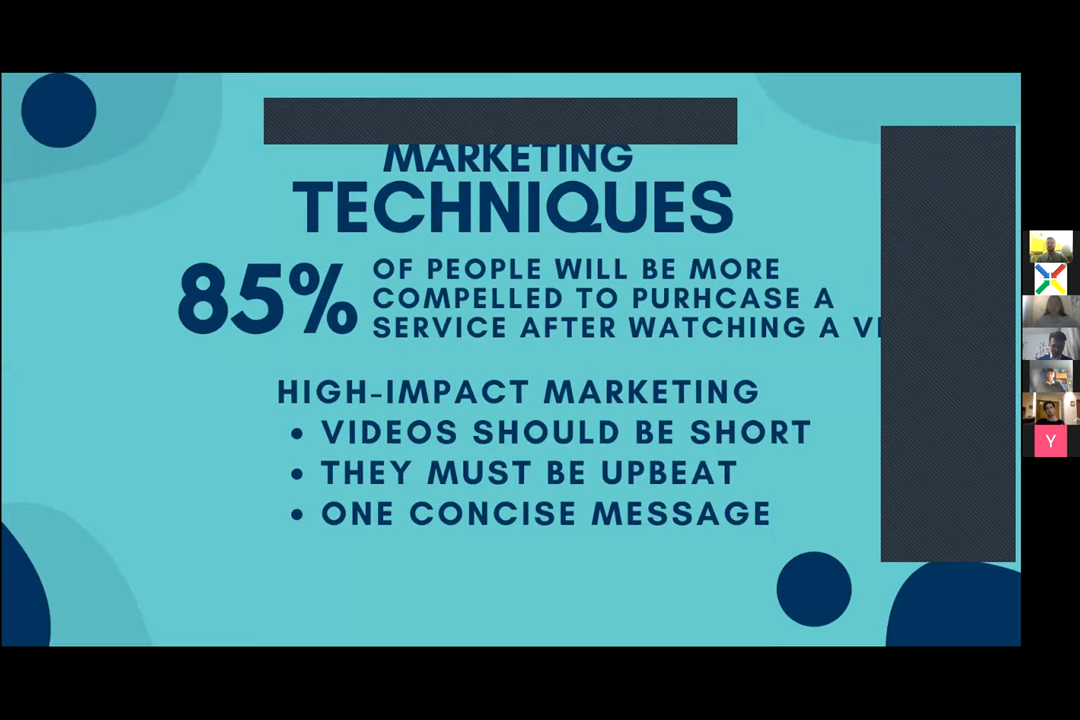 MARKETING
TECHNIQUES
85%
OF PEOPLE WILL BE MORE
COMPELLED TO PURHCASE A
SERVICE AFTER WATCHING A
HIGH-IMPACT MARKETING
• VIDEOS SHOULD BE SHORT
• THEY MUST BE UPBEAT
• ONE CONCISE MESSAGE
Y